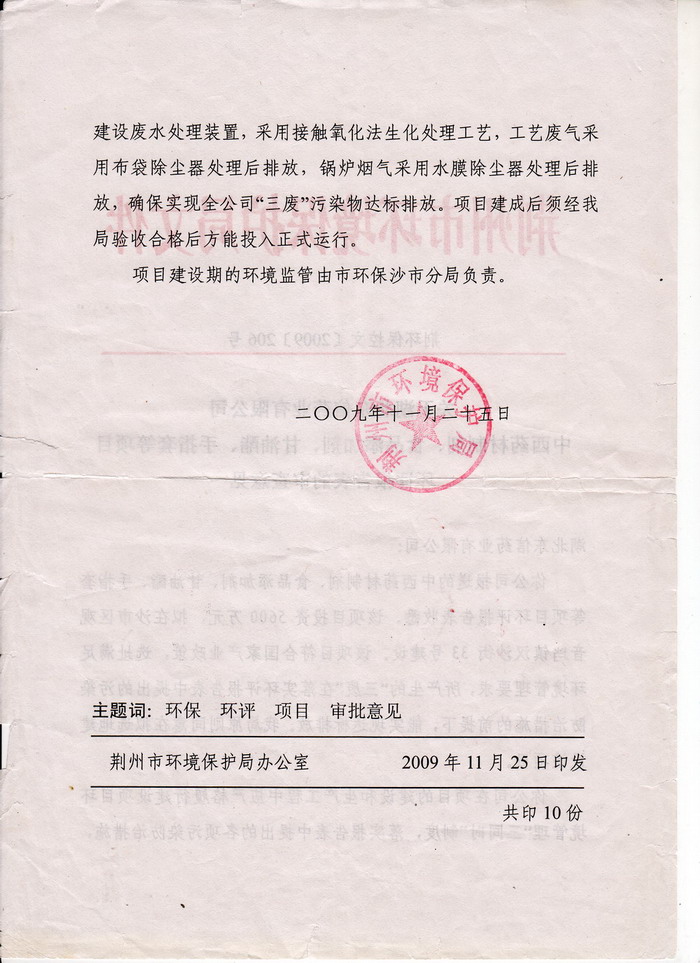 建设废水处理装置，采用接触氧化法生化处理工艺，工艺废气采
用布袋除尘器处理后排放，锅炉烟气采用水膜除尘器处理后排
放，确保实现全公司“三废”污染物达标排放。项目建成后须经我
局验收合格后方能投入正式运行。
项目建设期的环境监管由市环保沙市分局负责。
荆州市环境保护局
二〇〇九年十一月二十五日
主题词：环保 环评 项目 审批意见
荆州市环境保护局办公室 2009年11月25日印发
共印10份